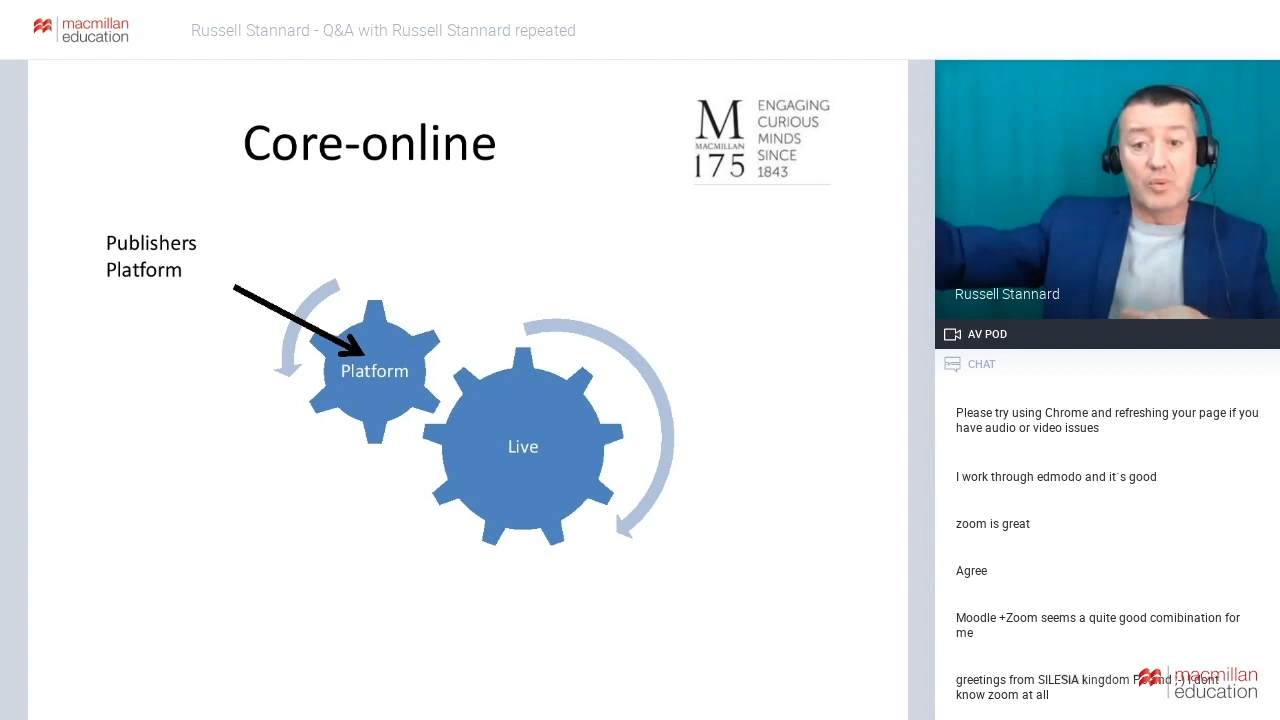 macmillan
education
Russell Stannard - Q&A with Russell Stannard repeated
Core-online
M
MACMILLAN
175
ENGAGING
CURIOUS
MINDS
SINCE
1843
Publishers
Platform
Platform
Live
Russell Stannard
AV POD
CHAT
Please try using Chrome and refreshing your page if you
have audio or video issues
I work through edmodo and it´s good
zoom is great
Agree
Moodle +Zoom seems a quite good comibination for
me
greetings from SILESIA kingdom
know zoom at all
macmillan
education